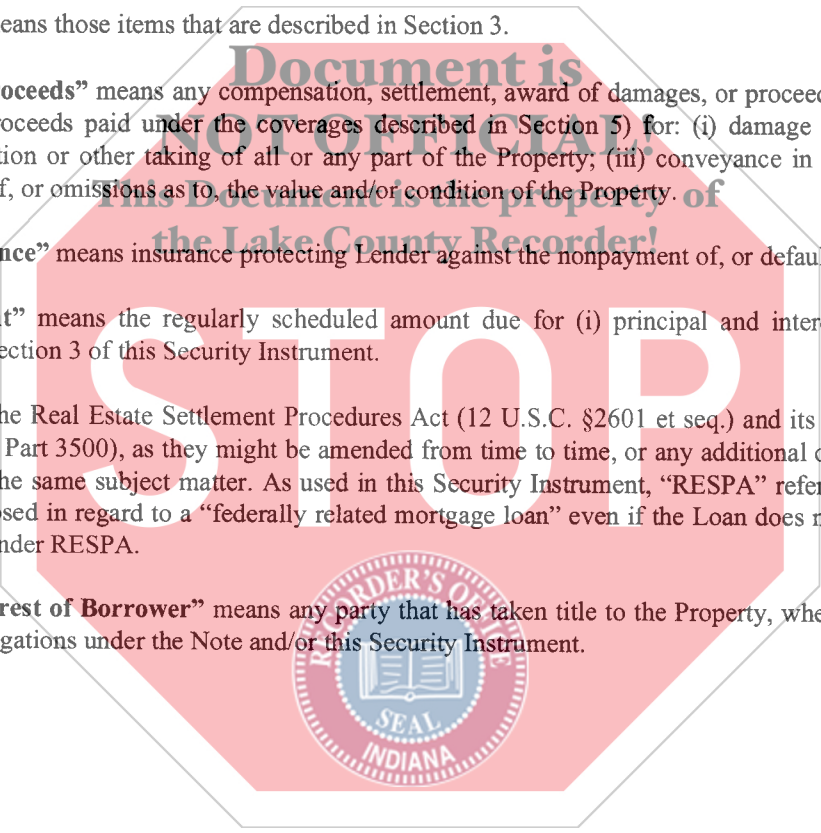 eans those items that are described in Section 3.
Document is
oceeds” means any compensation, settlement, award of damages, or proceed
roceeds paid under the coverages described in Section 5) for: (i) damage
NOT OFFICIAL!
tion or other taking of all or any part of the Property; (iii) conveyance in
f, or omissions as to, the value and/or condition of the Property.
This Document is the property of
the Lake County Recorder!
nce” means insurance protecting Lender against the nonpayment of, or defaul
t” means the regularly scheduled amount due for (i) principal and inter
ection 3 of this Security Instrument.
STOP
he Real Estate Settlement Procedures Act (12 U.S.C. §2601 et seq.) and its
Part 3500), as they might be amended from time to time, or any additional
he same subject matter. As used in this Security Instrument, “RESPA” refer
osed in regard to a “federally related mortgage loan” even if the Loan does n
nder RESPA.
RECORDER'S OFFICE
rest of Borrower” means any party that has taken title to the Property, whe
gations under the Note and/or this Security Instrument.
SEAL
INDIANA